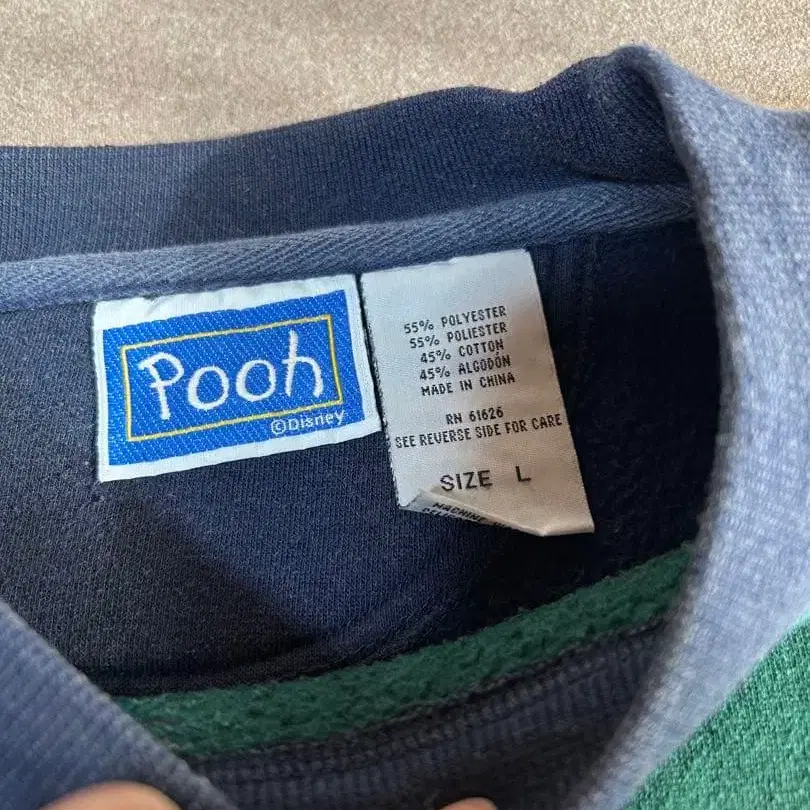 Pooh
©Disney
55% POLYESTER
55% POLIESTER
45% COTTON
45% ALGODÓN
MADE IN CHINA
RN 61626
SEE REVERSE SIDE FOR CARE
SIZE L
MACHINE